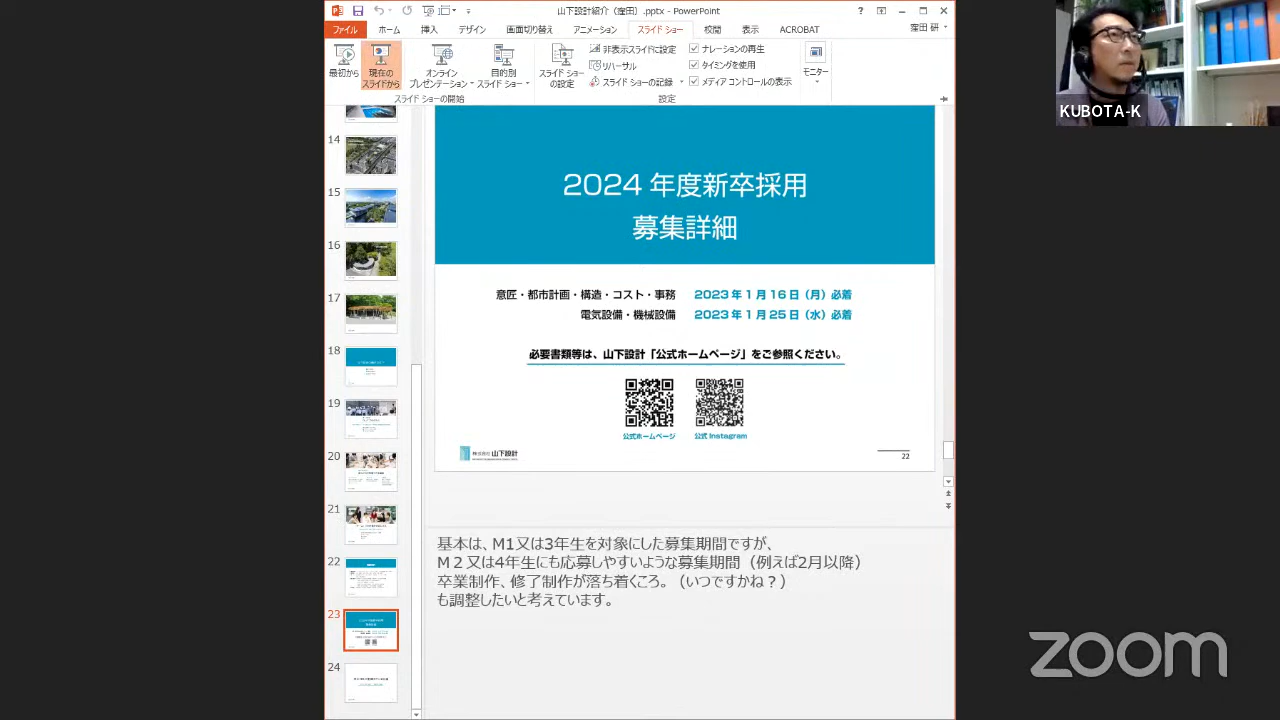 山下設計紹介（窪田）.pptx - PowerPoint
ファイル
ホーム
挿入
デザイン
画面切り替え
アニメーション
スライド ショー
校閲
表示
ACROBAT
窪田 研
最初から
現在の
スライドから
オンライン
プレゼンテーション
目的別
スライド ショー
スライド ショー
の設定
非表示スライドに設定
リハーサル
スライド ショーの記録
ナレーションの再生
タイミングを使用
メディア コントロールの表示
モニター
スライド ショーの開始
設定
14
15
16
17
18
19
20
21
22
23
24
2024 年度新卒採用
募集詳細
意匠・都市計画・構造・コスト・事務 2023 年 1 月 16 日（月）必着
電気設備・機械設備 2023 年 1 月 25 日（水）必着
必要書類等は、山下設計「公式ホームページ」をご参照ください。
公式ホームページ
公式 Instagram
株式会社 山下設計
22
基本は、M1又は3年生を対象にした募集期間ですが、
M２又は4年生にも応募しやすいような募集期間（例えば2月以降）
卒業制作、修了制作が落ち着くころ。（いつですかね？）
も調整したいと考えています。
KUBOTA-K
zoom